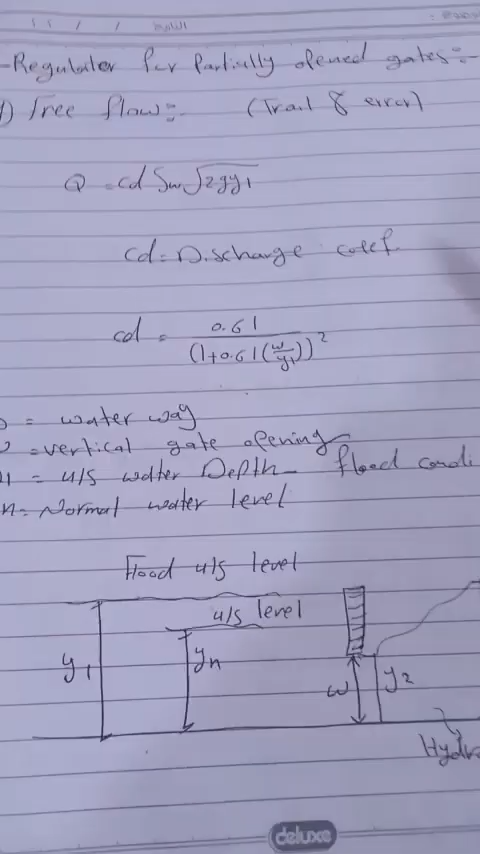 -Regulater for Partially opened gates:-
1) Free flow:- (Trail & error)
Q = cd Sw √2gy1
cd = Discharge coef.
cd = 0.61 / (1+0.61(w/y1))²
= water way
= vertical gate opening
= u/s water Depth - flood condi
n = Normal water level
Flood u/s level
u/s level
y1 yn w y2
Hydr
deluxe